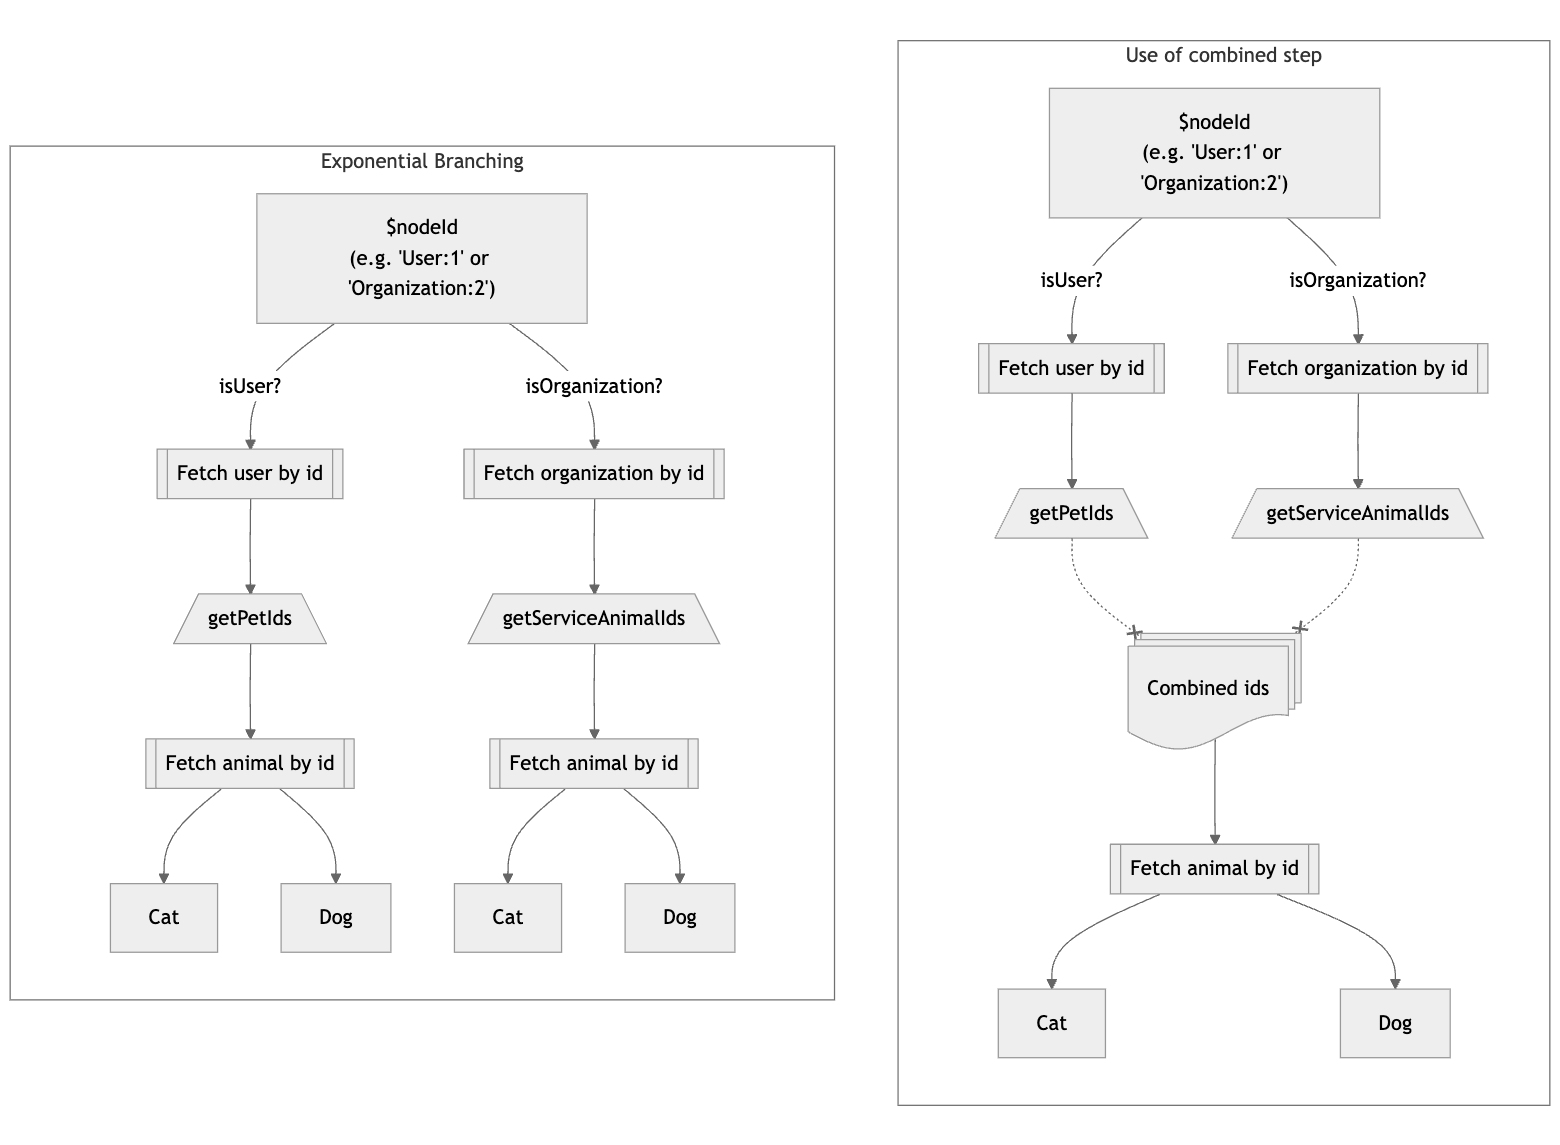 Exponential Branching
$nodeId
(e.g. 'User:1' or
'Organization:2')
isUser?
isOrganization?
Fetch user by id
Fetch organization by id
getPetIds
getServiceAnimalIds
Fetch animal by id
Fetch animal by id
Cat
Dog
Cat
Dog
Use of combined step
$nodeId
(e.g. 'User:1' or
'Organization:2')
isUser?
isOrganization?
Fetch user by id
Fetch organization by id
getPetIds
getServiceAnimalIds
Combined ids
Fetch animal by id
Cat
Dog